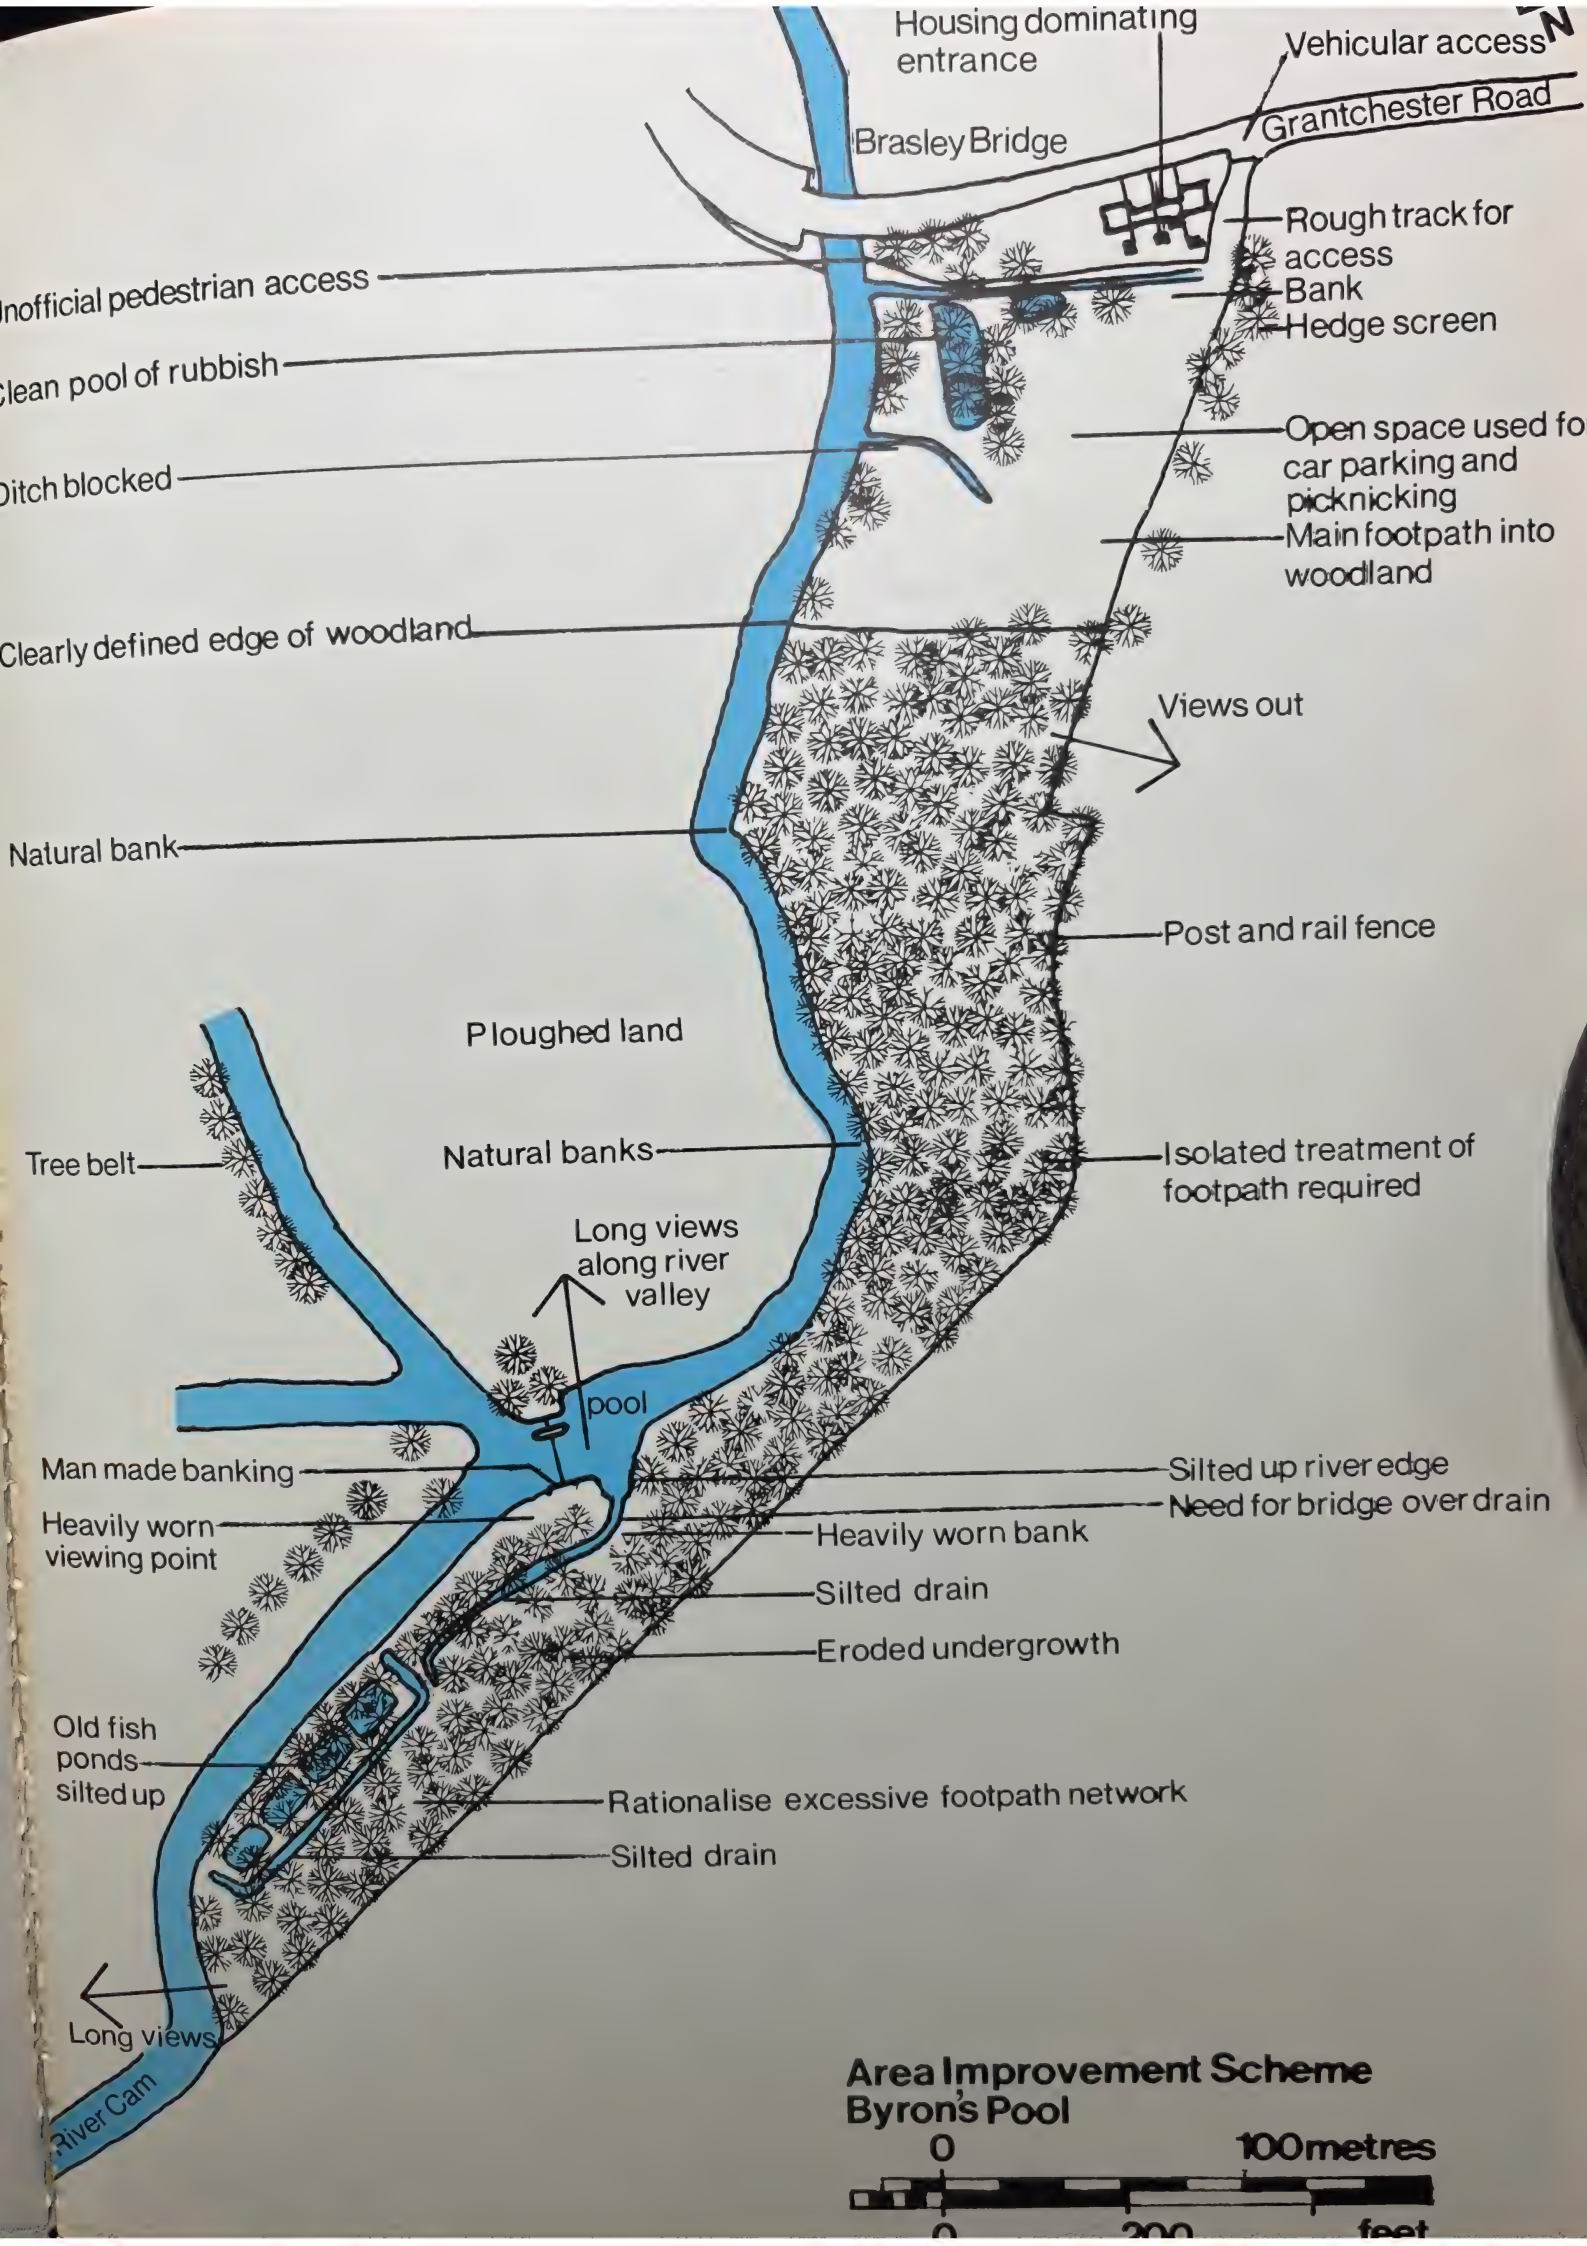 Housing dominating
entrance
Vehicular access
N
Grantchester Road
Brasley Bridge
Rough track for
access
Unofficial pedestrian access
Bank
Hedge screen
Clean pool of rubbish
Open space used fo
car parking and
picknicking
Ditch blocked
Main footpath into
woodland
Clearly defined edge of woodland
Views out
Natural bank
Post and rail fence
Ploughed land
Tree belt
Natural banks
Isolated treatment of
footpath required
Long views
along river
valley
pool
Man made banking
Silted up river edge
Need for bridge over drain
Heavily worn
viewing point
Heavily worn bank
Silted drain
Eroded undergrowth
Old fish
ponds
silted up
Rationalise excessive footpath network
Silted drain
Long views
River Cam
Area Improvement Scheme
Byron's Pool
0 100metres
0 200 feet